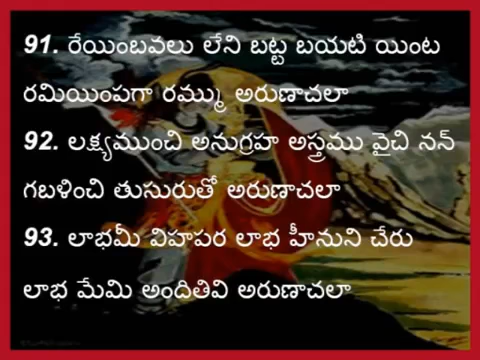 91. రేయింబవలు లేని బట్ట బయటి యింట
రమియింపగా రమ్ము అరుణాచలా
92. లక్ష్యముంచి అనుగ్రహ అస్త్రము వైచి నన్
గబళించి తుసురుతో అరుణాచలా
93. లాభమీ విహపర లాభ హీనుని చేరు
లాభ మేమి అందితివి అరుణాచలా